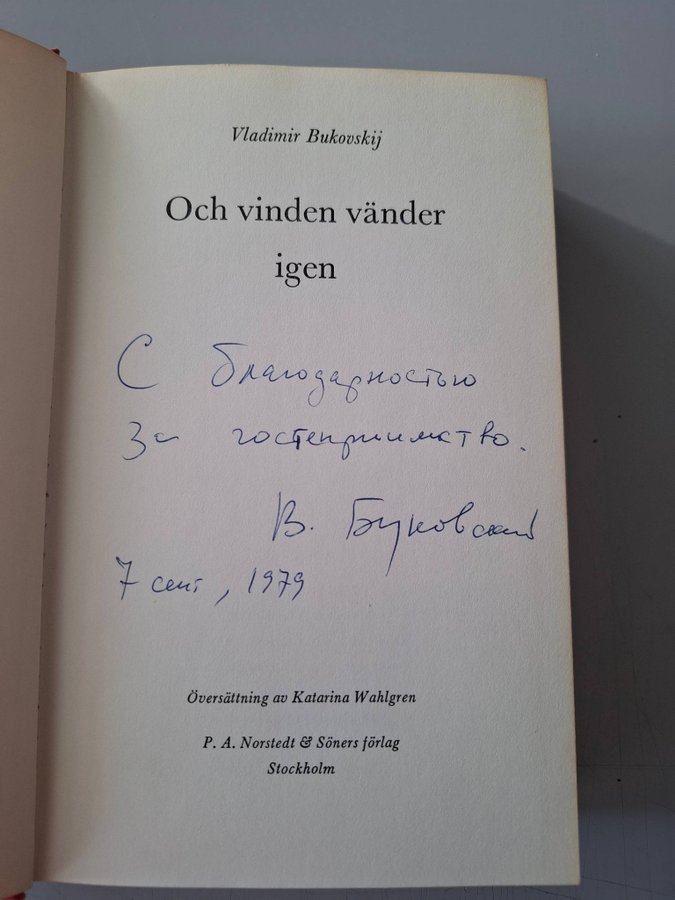 Vladimir Bukovskij
Och vinden vänder
igen
С благодарностью
за гостеприимство.
В. Буковский
7 сент, 1979
Översättning av Katarina Wahlgren
P. A. Norstedt & Söners förlag
Stockholm